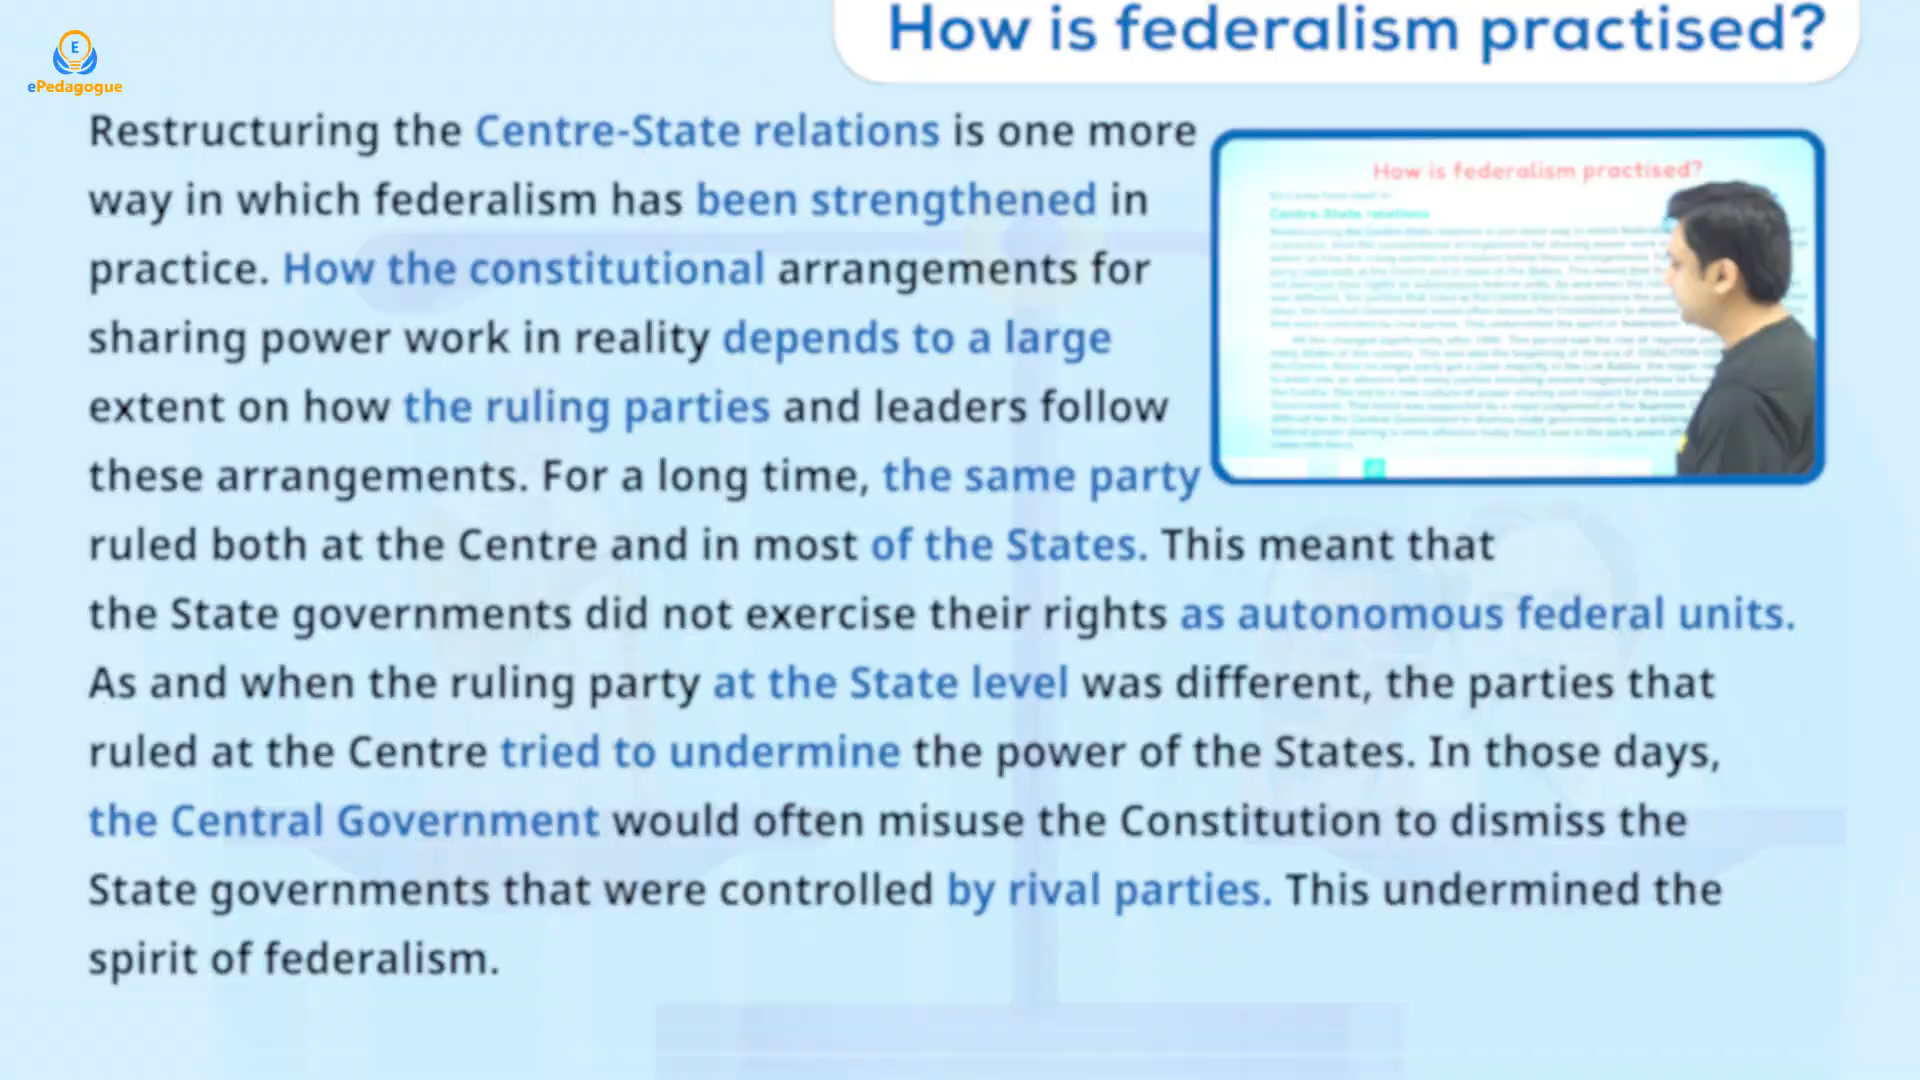 How is federalism practised?
E
ePedagogue
Restructuring the Centre-State relations is one more
way in which federalism has been strengthened in
practice. How the constitutional arrangements for
sharing power work in reality depends to a large
extent on how the ruling parties and leaders follow
these arrangements. For a long time, the same party
ruled both at the Centre and in most of the States. This meant that
the State governments did not exercise their rights as autonomous federal units.
As and when the ruling party at the State level was different, the parties that
ruled at the Centre tried to undermine the power of the States. In those days,
the Central Government would often misuse the Constitution to dismiss the
State governments that were controlled by rival parties. This undermined the
spirit of federalism.
How is federalism practised?
Centre-State relations